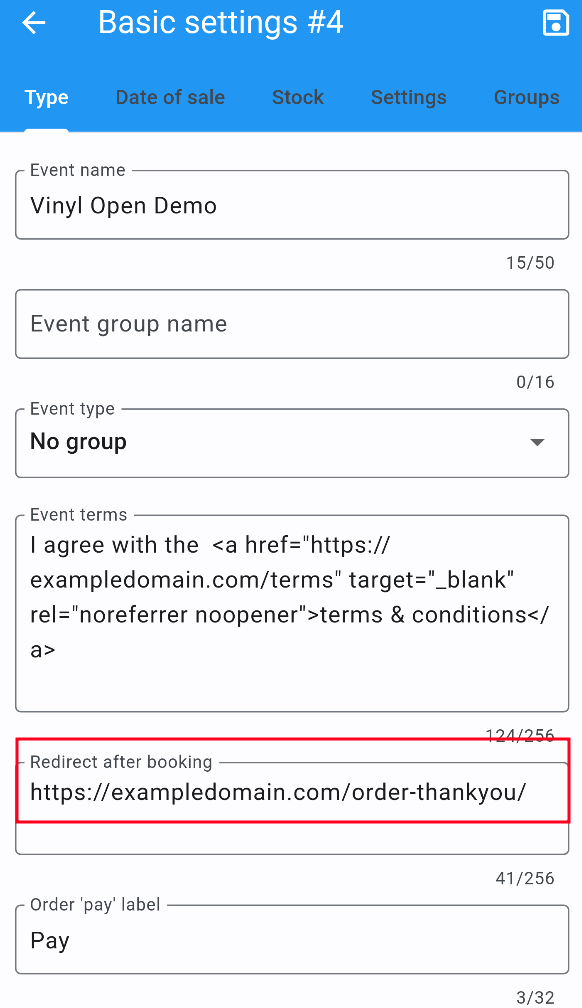 Basic settings #4
Type Date of sale Stock Settings Groups
Event name
Vinyl Open Demo
15/50
Event group name
0/16
Event type
No group
Event terms
I agree with the  <a href="https://
exampledomain.com/terms" target="_blank"
rel="noreferrer noopener">terms & conditions</
a>
124/256
Redirect after booking
https://exampledomain.com/order-thankyou/
41/256
Order 'pay' label
Pay
3/32